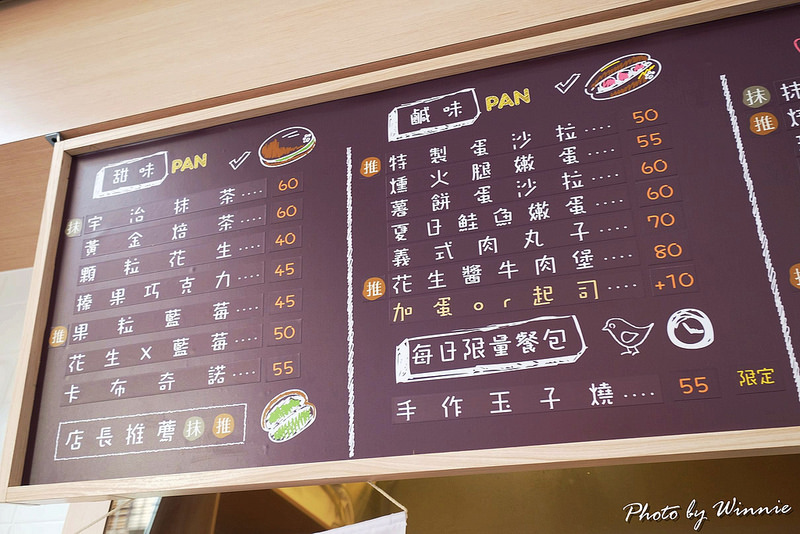 甜味 PAN
抹 宇治抹茶.... 60
黃金焙茶.... 60
顆粒花生.... 40
榛果巧克力.... 45
推 果粒藍莓.... 45
花生X藍莓.... 50
卡布奇諾.... 55
店長推薦 抹 推
鹹味 PAN
推 特製蛋沙拉.... 50
燻火腿嫩蛋.... 55
薯餅蛋沙拉.... 60
夏日鮭魚嫩蛋.... 60
義式肉丸子.... 70
推 花生醬牛肉堡.... 80
加蛋or起司.... +10
每日限量餐包
手作玉子燒.... 55 限定
抹
推
Photo by Winnie